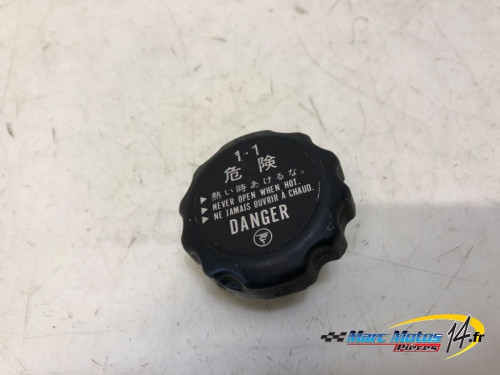 1-1
危険
▶ 熱い時あけるな。
▶ NEVER OPEN WHEN HOT.
▶ NE JAMAIS OUVRIR À CHAUD.
DANGER
Marc Motos 14.fr
Pièces